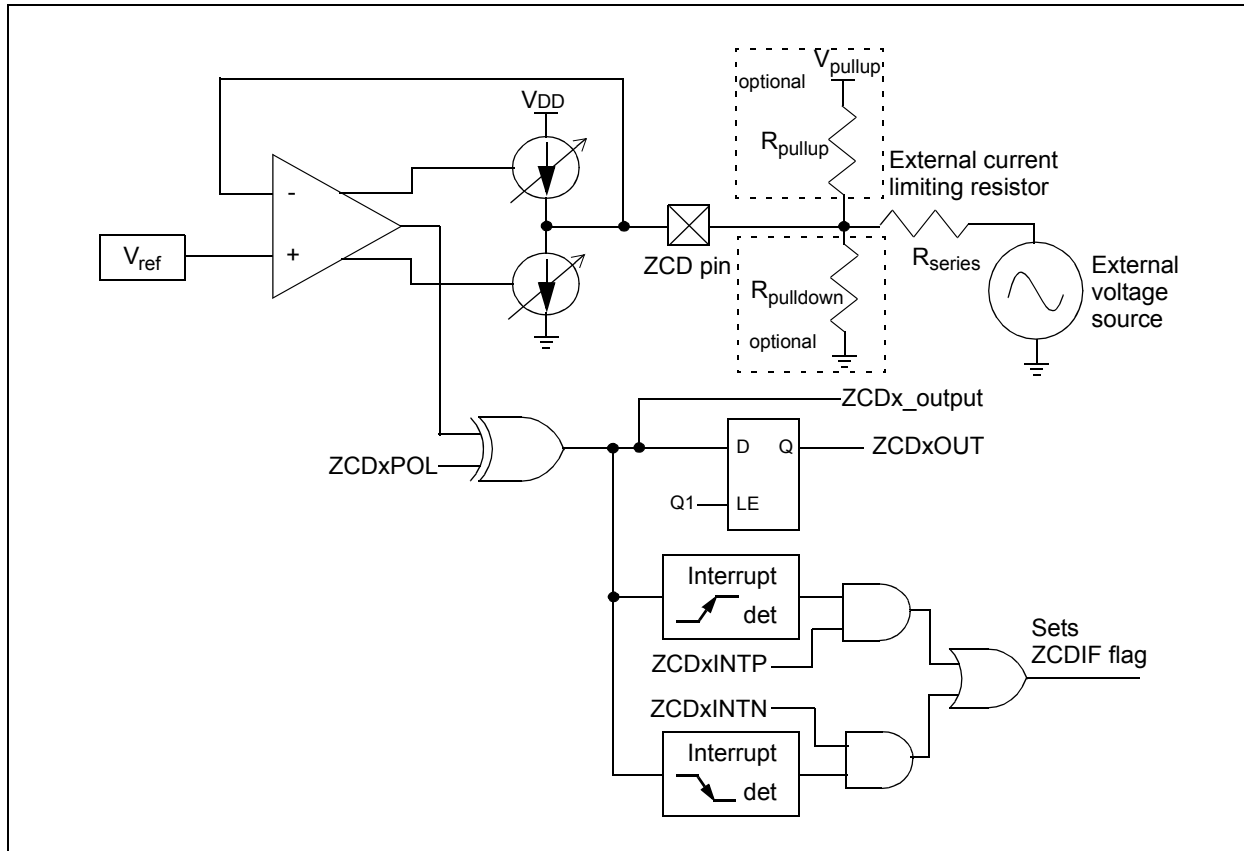 optional
Vpullup
VDD
Rpullup
External current
limiting resistor
-
Vref
+
ZCD pin
Rseries
Rpulldown
optional
External
voltage
source
ZCDx_output
ZCDxPOL
D
Q
ZCDxOUT
Q1
LE
Interrupt
det
Sets
ZCDIF flag
ZCDxINTP
ZCDxINTN
Interrupt
det